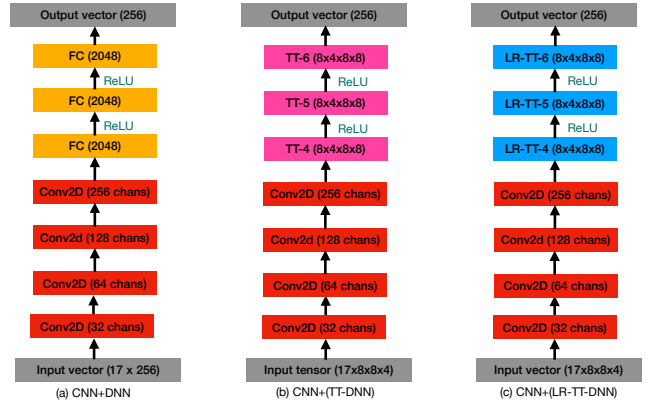 Output vector (256)
FC (2048)
ReLU
FC (2048)
ReLU
FC (2048)
Conv2D (256 chans)
Conv2d (128 chans)
Conv2D (64 chans)
Conv2D (32 chans)
Input vector (17 x 256)
(a) CNN+DNN
Output vector (256)
TT-6 (8x4x8x8)
ReLU
TT-5 (8x4x8x8)
ReLU
TT-4 (8x4x8x8)
Conv2D (256 chans)
Conv2d (128 chans)
Conv2D (64 chans)
Conv2D (32 chans)
Input tensor (17x8x8x4)
(b) CNN+(TT-DNN)
Output vector (256)
LR-TT-6 (8x4x8x8)
ReLU
LR-TT-5 (8x4x8x8)
ReLU
LR-TT-4 (8x4x8x8)
Conv2D (256 chans)
Conv2d (128 chans)
Conv2D (64 chans)
Conv2D (32 chans)
Input vector (17x8x8x4)
(c) CNN+(LR-TT-DNN)